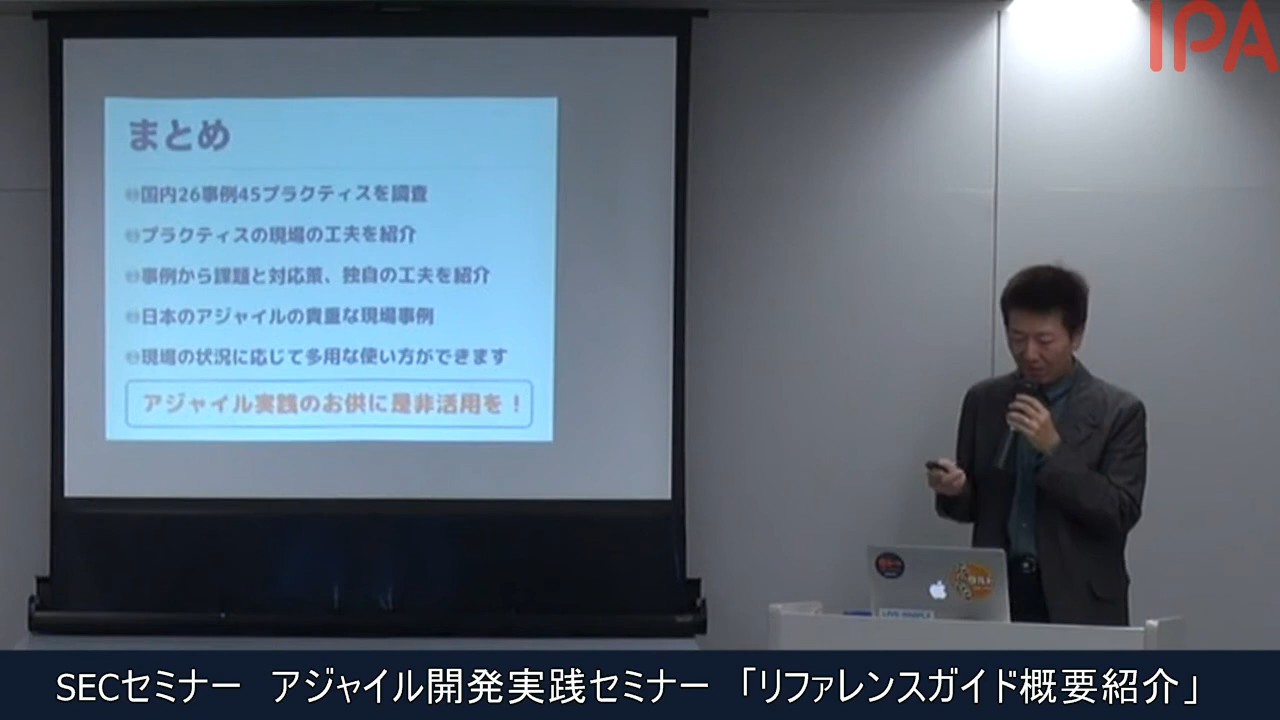 IPA
まとめ
国内26事例45プラクティスを調査
プラクティスの現場の工夫を紹介
事例から課題と対応策、独自の工夫を紹介
日本のアジャイルの貴重な現場事例
現場の状況に応じて多用な使い方ができます
アジャイル実践のお供に是非活用を！
SECセミナー　アジャイル開発実践セミナー　「リファレンスガイド概要紹介」